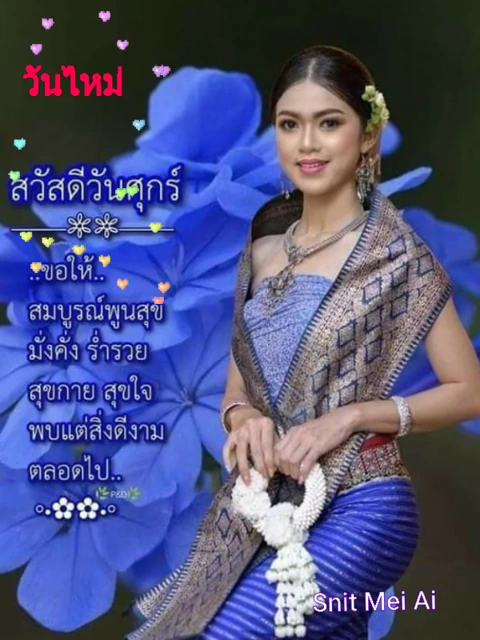 วันใหม่
สวัสดีวันศุกร์
..ขอให้..
สมบูรณ์พูนสุข
มั่งคั่ง ร่ำรวย
สุขกาย สุขใจ
พบแต่สิ่งดีงาม
ตลอดไป..
P&DJ
Snit Mei Ai